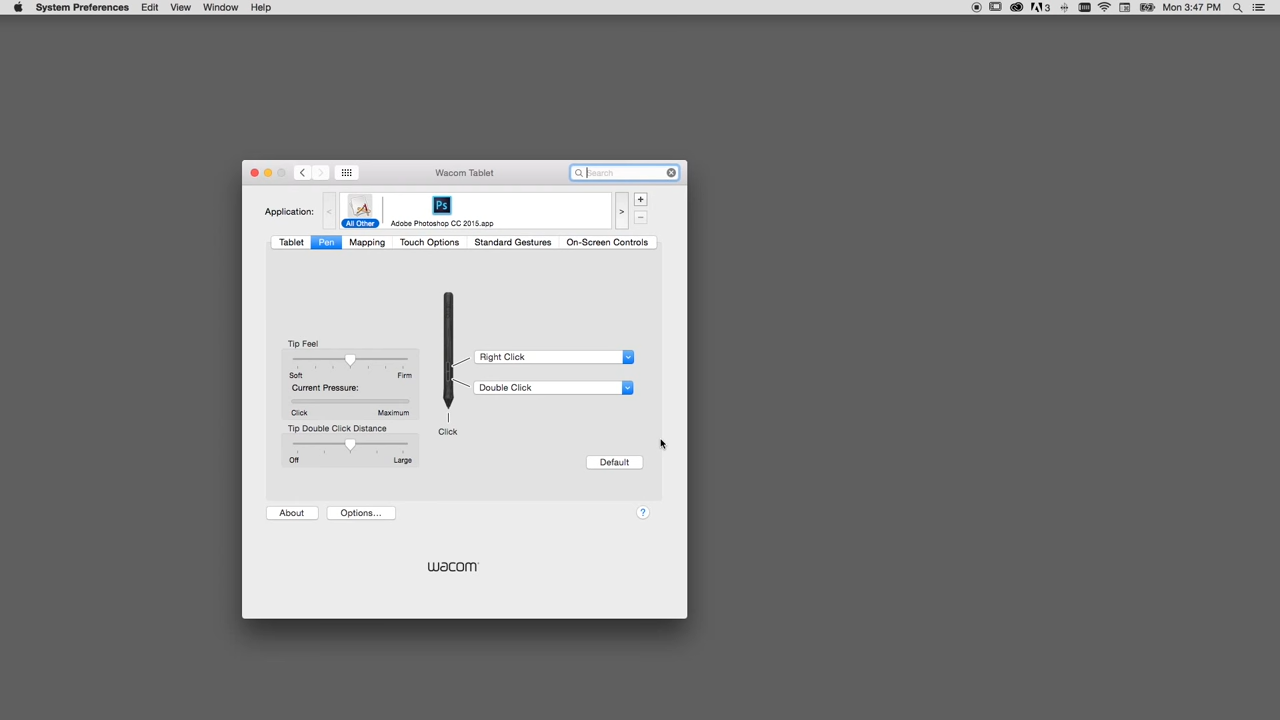 System Preferences Edit View Window Help 3 Mon 3:47 PM
Wacom Tablet Search
Application: < All Other Ps Adobe Photoshop CC 2015.app > + −
Tablet Pen Mapping Touch Options Standard Gestures On-Screen Controls
Tip Feel
Soft Firm
Current Pressure:
Click Maximum
Tip Double Click Distance
Off Large
Right Click
Double Click
Click
Default
About Options... ?
wacom